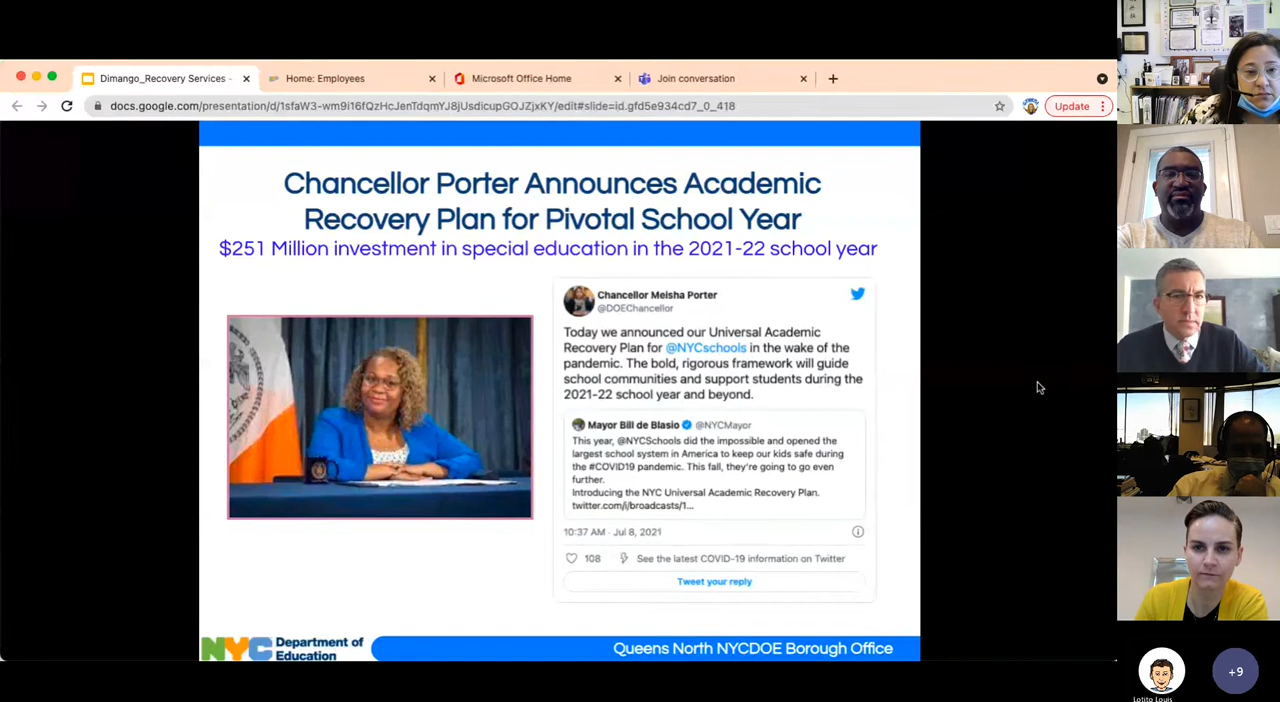 Dimango_Recovery Services -
Home: Employees
Microsoft Office Home
Join conversation
docs.google.com/presentation/d/1sfaW3-wm9i16fQzHcJenTdqmYJ8jUsdicupGOJZjxKY/edit#slide=id.gfd5e934cd7_0_418
Update
Chancellor Porter Announces Academic
Recovery Plan for Pivotal School Year
$251 Million investment in special education in the 2021-22 school year
Chancellor Meisha Porter
@DOEChancellor
Today we announced our Universal Academic
Recovery Plan for @NYCschools in the wake of the
pandemic. The bold, rigorous framework will guide
school communities and support students during the
2021-22 school year and beyond.
Mayor Bill de Blasio @NYCMayor
This year, @NYCSchools did the impossible and opened the
largest school system in America to keep our kids safe during
the #COVID19 pandemic. This fall, they're going to go even
further.
Introducing the NYC Universal Academic Recovery Plan.
twitter.com/i/broadcasts/1...
10:37 AM · Jul 8, 2021
108 See the latest COVID-19 information on Twitter
Tweet your reply
NYC Department of
Education
Queens North NYCDOE Borough Office
+9
Lotito Louis